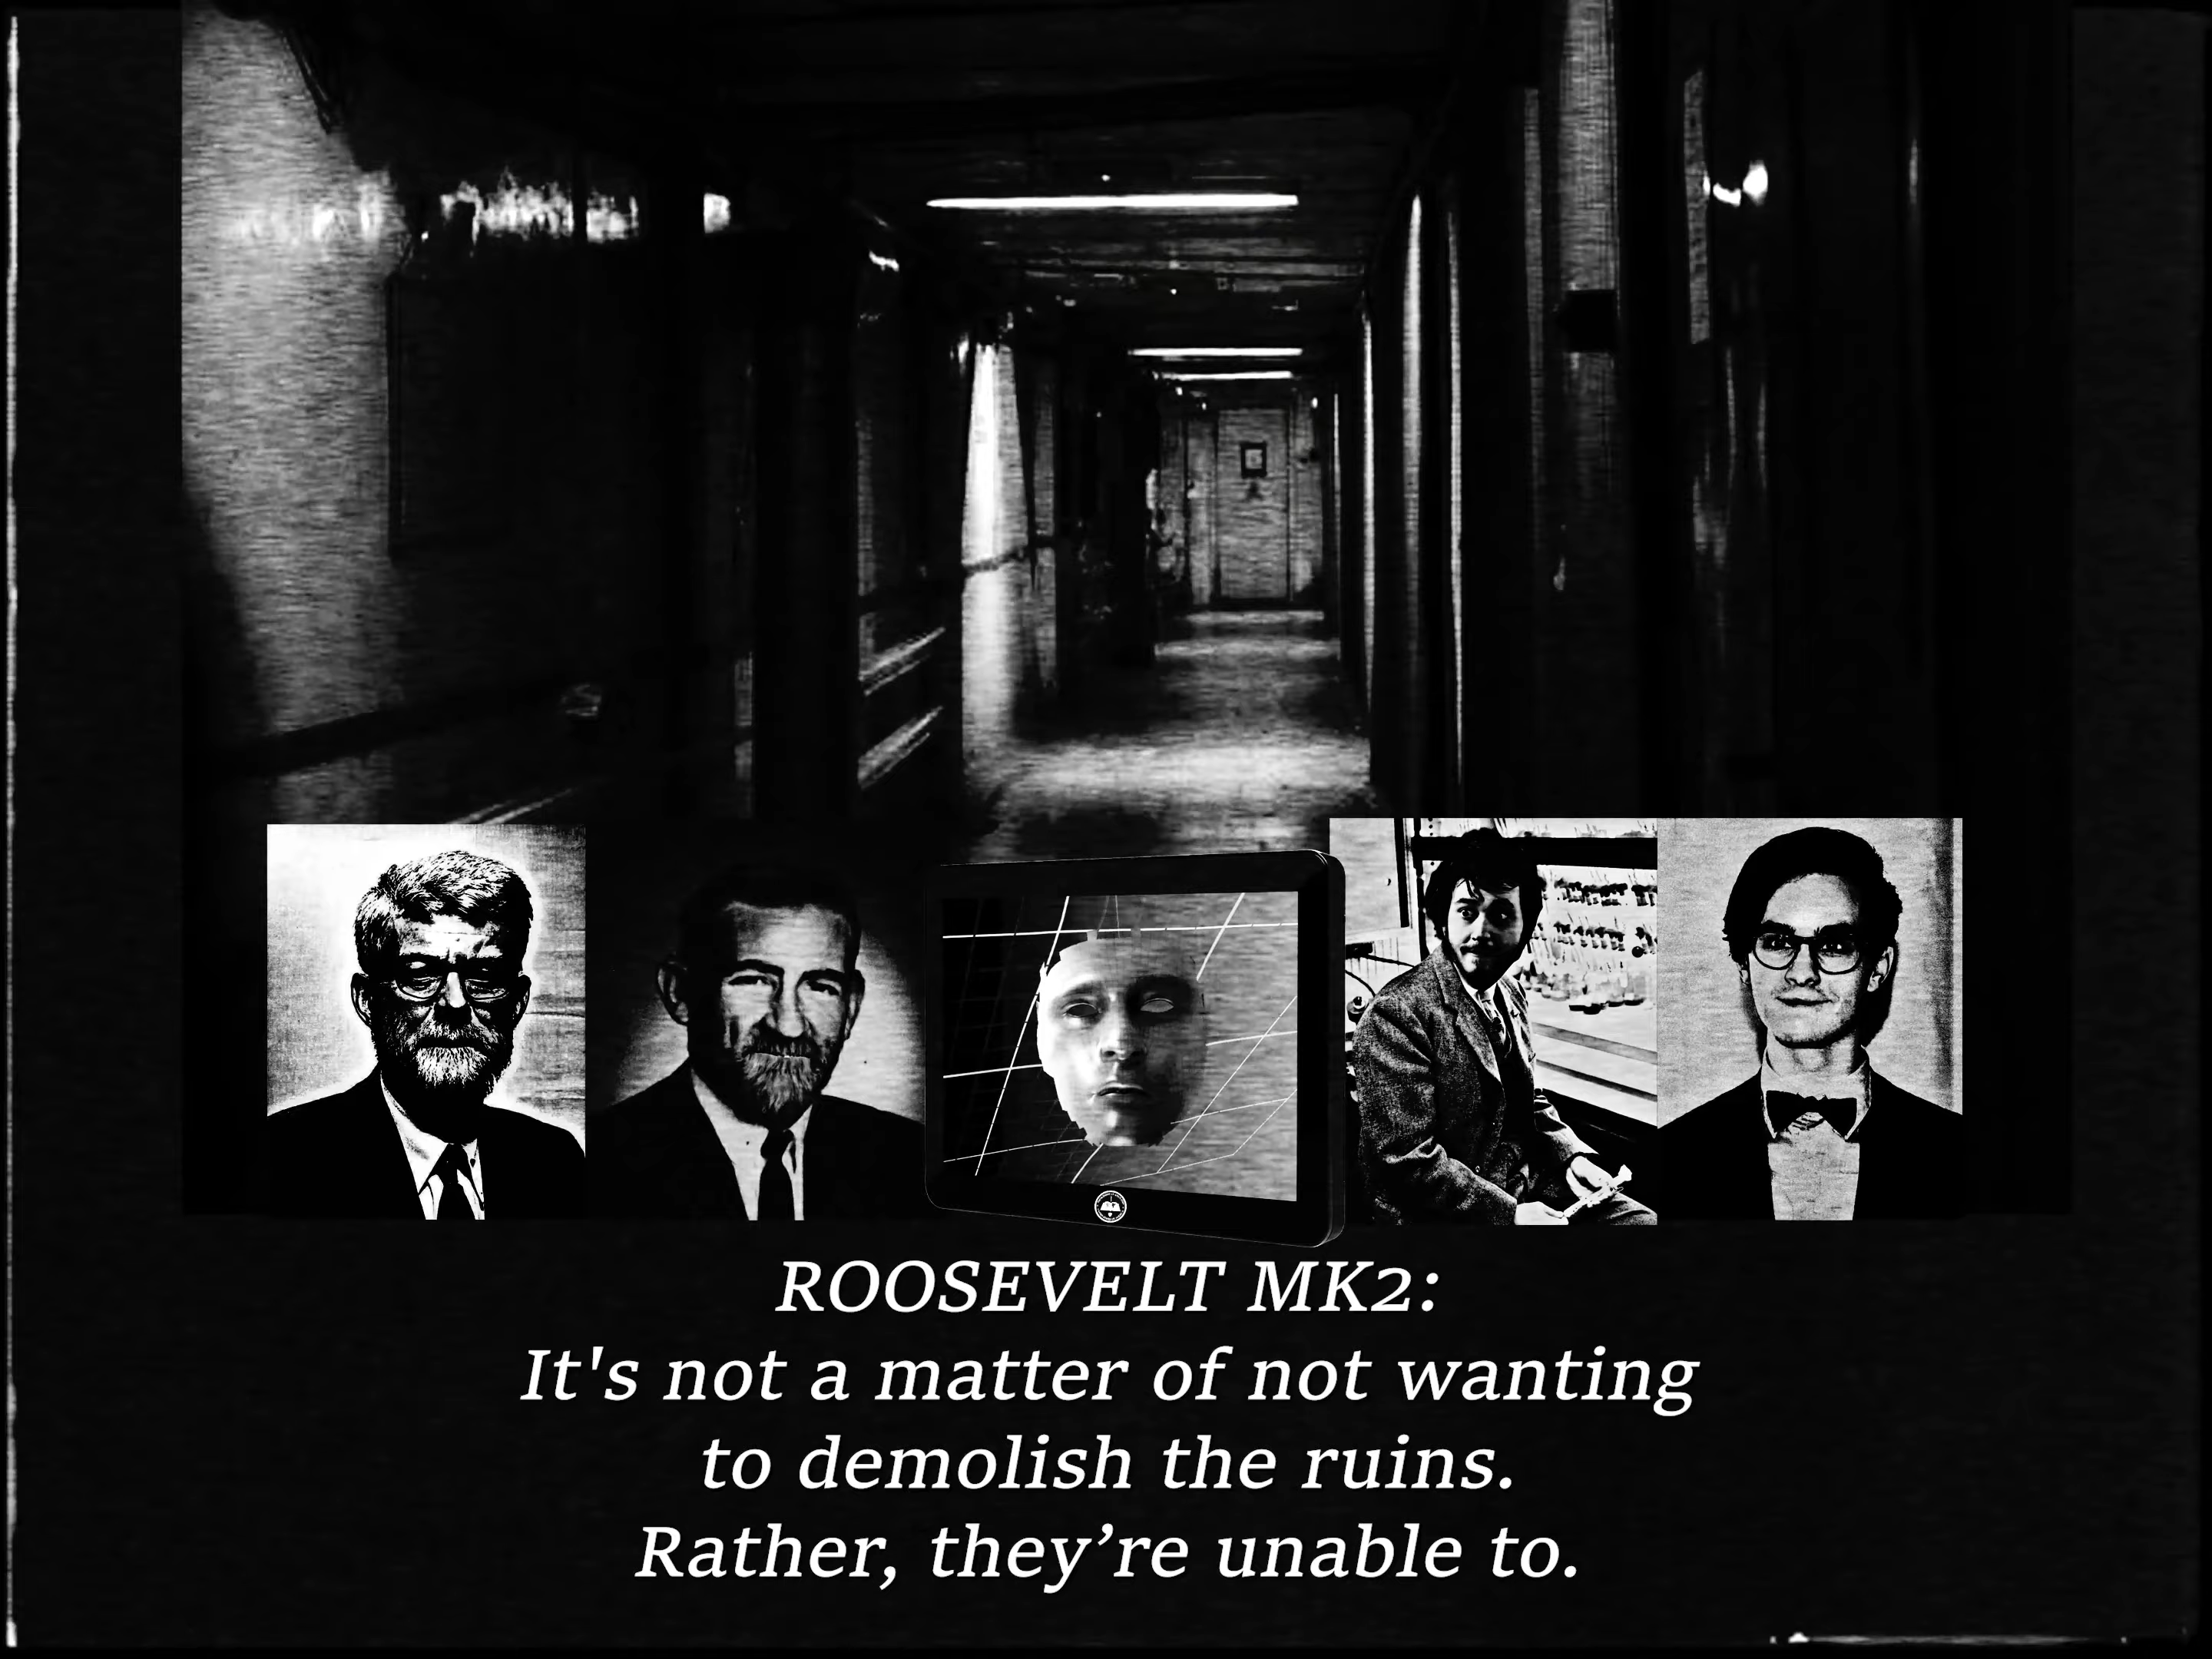 ROOSEVELT MK2:
It's not a matter of not wanting
to demolish the ruins.
Rather, they’re unable to.